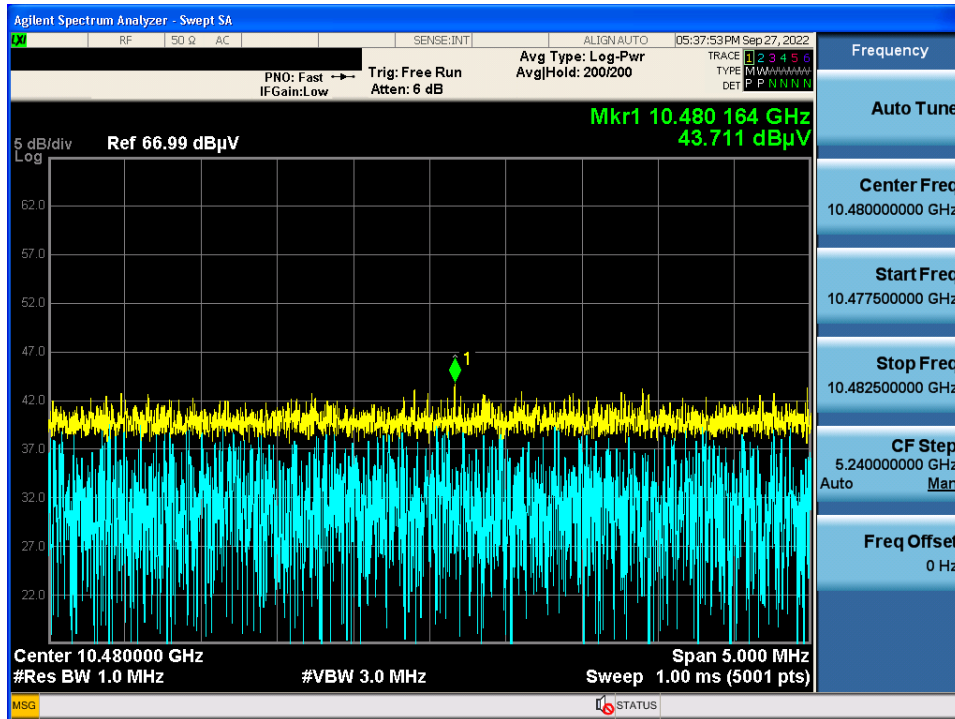 Agilent Spectrum Analyzer - Swept SA
LXI RF 50 Ω AC SENSE:INT ALIGN AUTO 05:37:53 PM Sep 27, 2022
Frequency
PNO: Fast
IFGain:Low
Trig: Free Run
Atten: 6 dB
Avg Type: Log-Pwr
Avg|Hold: 200/200
TRACE 1 2 3 4 5 6
TYPE M W W W W W
DET P P N N N N
Mkr1 10.480 164 GHz
43.711 dBµV
5 dB/div Ref 66.99 dBµV
Log
62.0
57.0
52.0
47.0
42.0
37.0
32.0
27.0
22.0
1
Center 10.480000 GHz Span 5.000 MHz
#Res BW 1.0 MHz #VBW 3.0 MHz Sweep 1.00 ms (5001 pts)
Auto Tune
Center Freq
10.480000000 GHz
Start Freq
10.477500000 GHz
Stop Freq
10.482500000 GHz
CF Step
5.240000000 GHz
Auto Man
Freq Offset
0 Hz
MSG STATUS